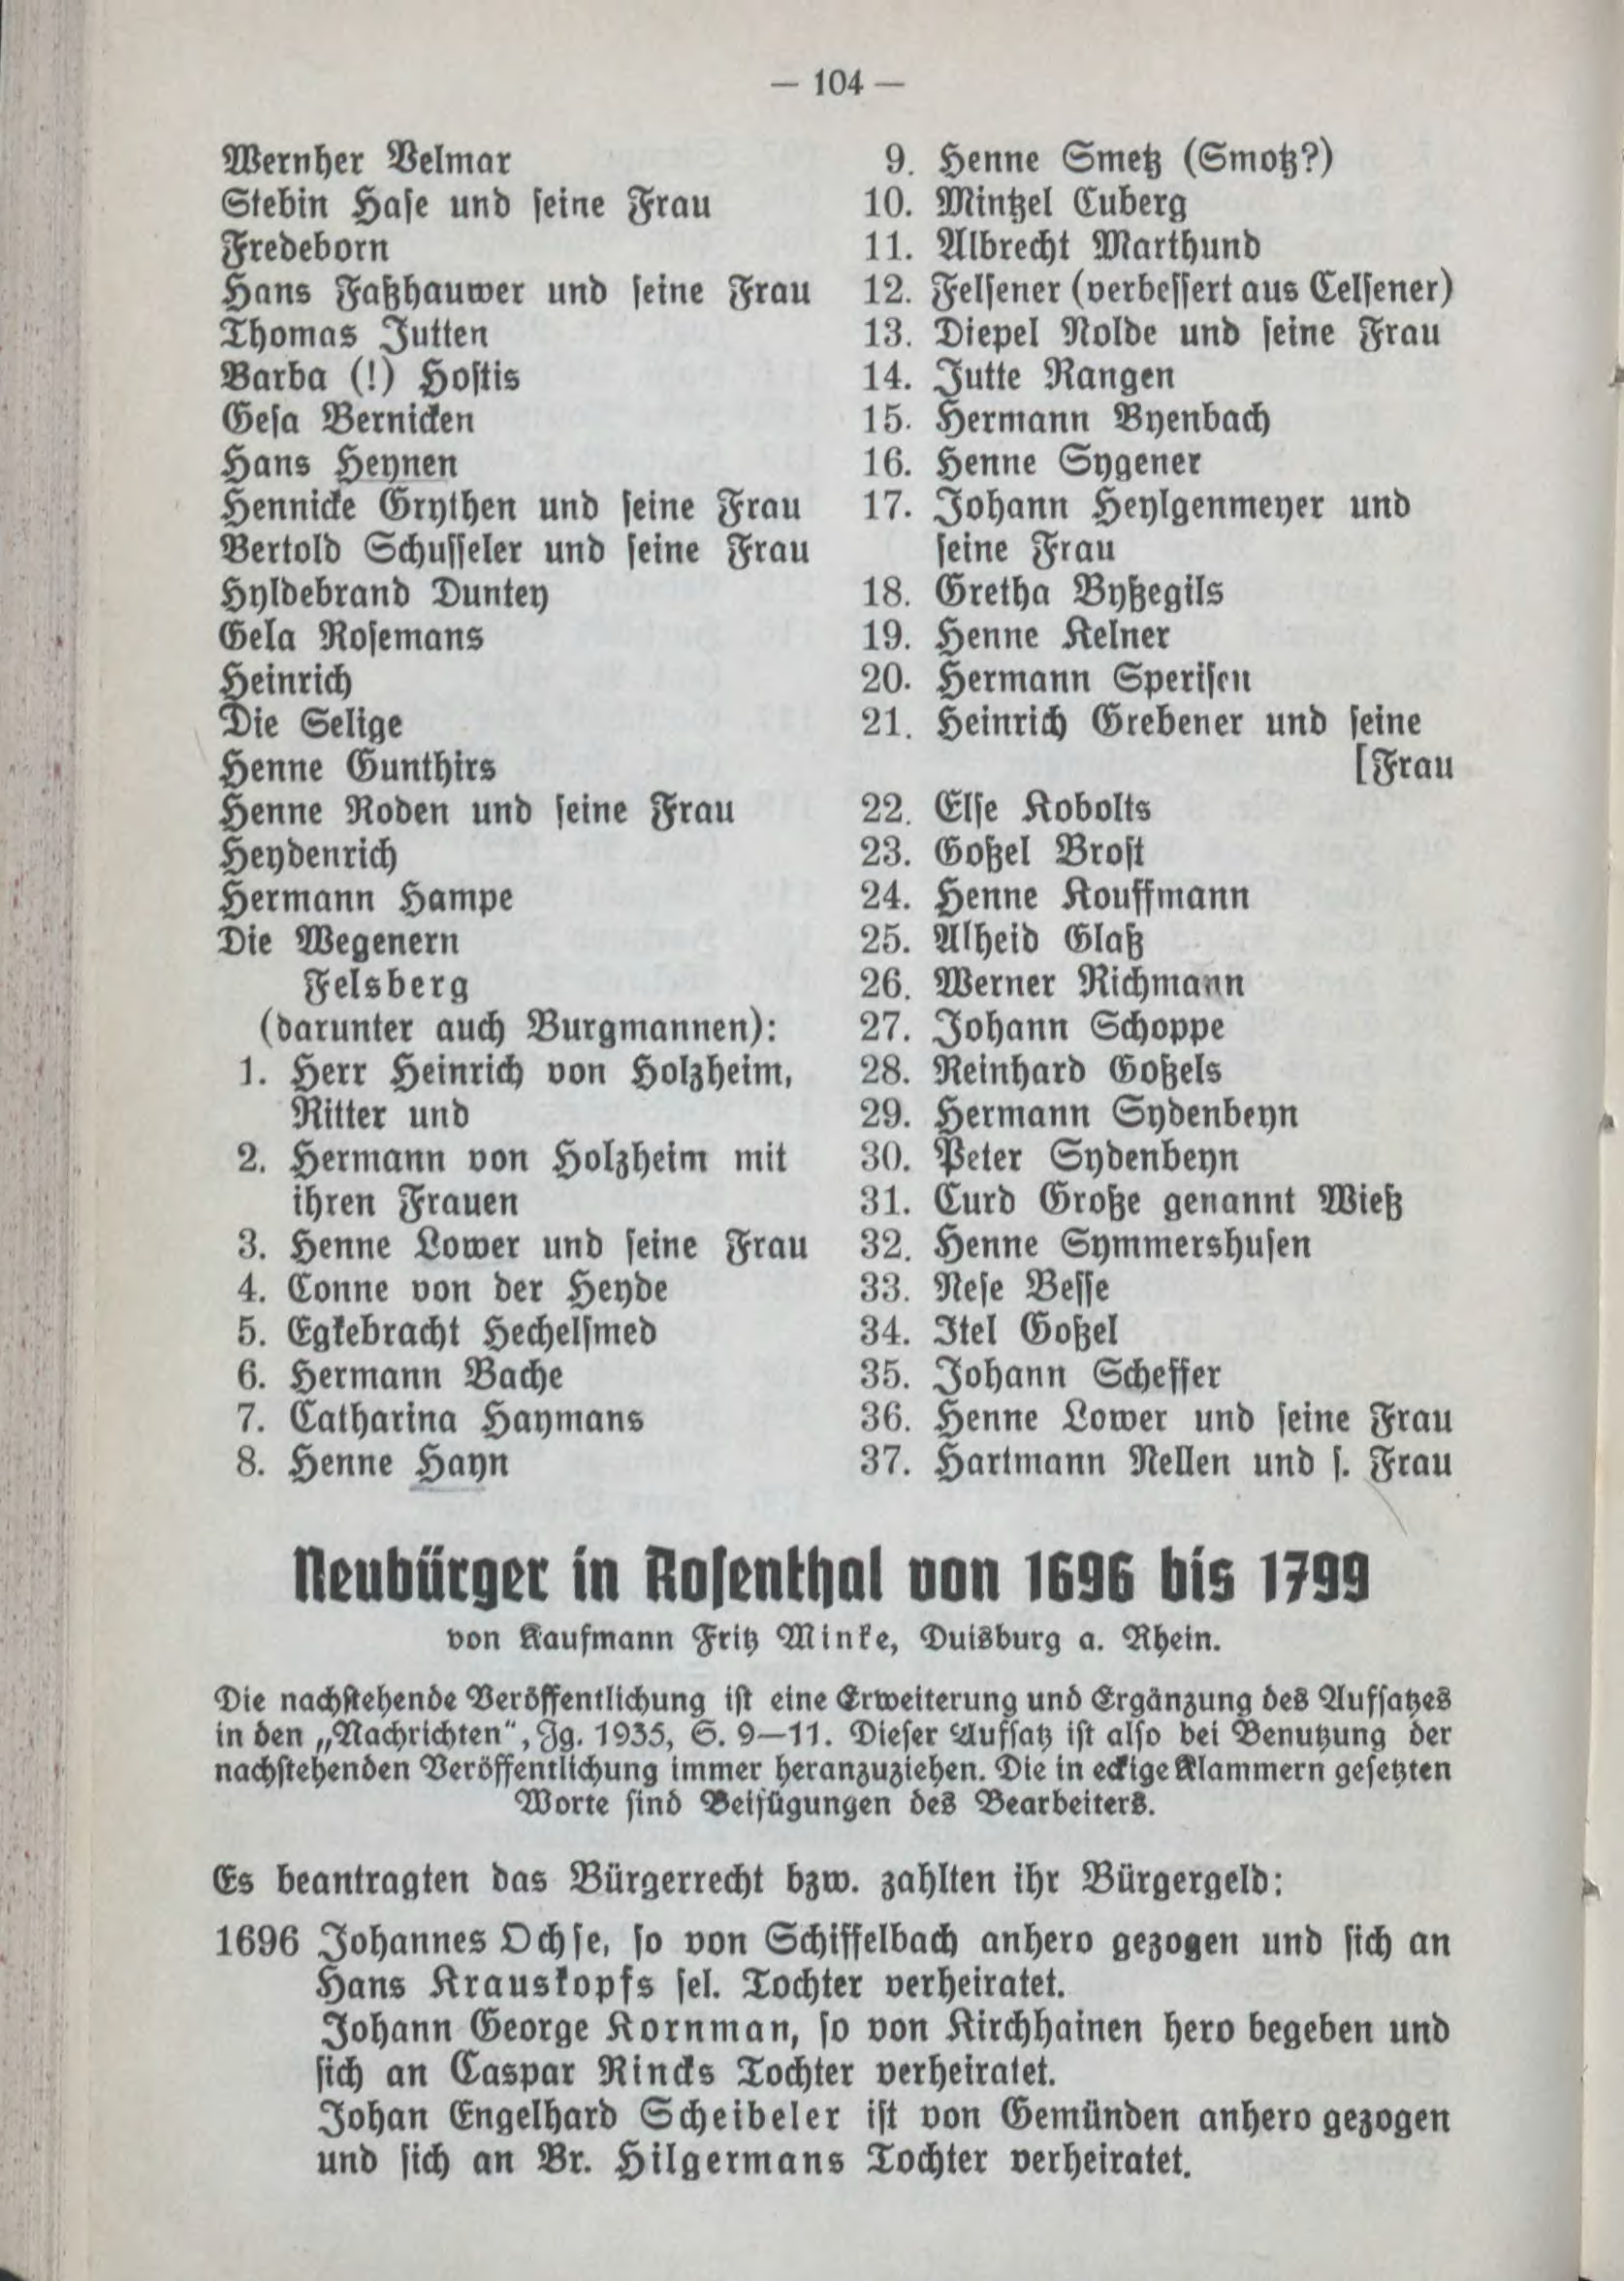 — 104 —
Wernher Velmar
Stebin Hase und seine Frau
Fredeborn
Hans Faßhauwer und seine Frau
Thomas Jutten
Barba (!) Hostis
Gesa Bernicken
Hans Heynen
Hennicke Grythen und seine Frau
Bertold Schusseler und seine Frau
Hyldebrand Duntey
Gela Rosemans
Heinrich
Die Selige
Henne Gunthirs
Henne Roden und seine Frau
Heydenrich
Hermann Hampe
Die Wegenern
Felsberg
(darunter auch Burgmannen):
1. Herr Heinrich von Holzheim,
Ritter und
2. Hermann von Holzheim mit
ihren Frauen
3. Henne Lower und seine Frau
4. Conne von der Heyde
5. Egkebracht Hechelsmed
6. Hermann Bache
7. Catharina Haymans
8. Henne Hayn
9. Henne Smetz (Smotz?)
10. Mintzel Cuberg
11. Albrecht Marthund
12. Felsener (verbessert aus Celsener)
13. Diepel Nolde und seine Frau
14. Jutte Rangen
15. Hermann Byenbach
16. Henne Sygener
17. Johann Heylgenmeyer und
seine Frau
18. Gretha Byßegils
19. Henne Kelner
20. Hermann Sperisen
21. Heinrich Grebener und seine
[Frau
22. Else Kobolts
23. Goßel Brost
24. Henne Kouffmann
25. Alheid Glaß
26. Werner Richmann
27. Johann Schoppe
28. Reinhard Goßels
29. Hermann Sydenbeyn
30. Peter Sydenbeyn
31. Curd Große genannt Wieß
32. Henne Symmershusen
33. Nese Besse
34. Itel Goßel
35. Johann Scheffer
36. Henne Lower und seine Frau
37. Hartmann Nellen und s. Frau
Neubürger in Rosenthal von 1696 bis 1799
von Kaufmann Fritz Minke, Duisburg a. Rhein.
Die nachstehende Veröffentlichung ist eine Erweiterung und Ergänzung des Aufsatzes
in den „Nachrichten“, Jg. 1935, S. 9—11. Dieser Aufsatz ist also bei Benutzung der
nachstehenden Veröffentlichung immer heranzuziehen. Die in eckige Klammern gesetzten
Worte sind Beifügungen des Bearbeiters.
Es beantragten das Bürgerrecht bzw. zahlten ihr Bürgergeld:
1696 Johannes Ochse, so von Schiffelbach anhero gezogen und sich an
Hans Krauskopfs sel. Tochter verheiratet.
Johann George Kornman, so von Kirchhainen hero begeben und
sich an Caspar Rincks Tochter verheiratet.
Johan Engelhard Scheibeler ist von Gemünden anhero gezogen
und sich an Br. Hilgermans Tochter verheiratet.